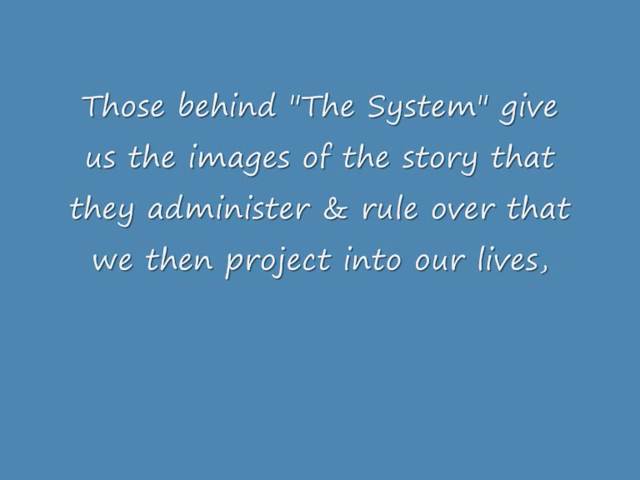 Those behind "The System" give
us the images of the story that
they administer & rule over that
we then project into our lives,